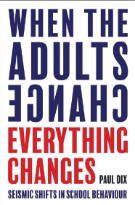 WHEN THE
ADULTS
CHANGE
EVERYTHING
CHANGES
PAUL DIX
SEISMIC SHIFTS IN SCHOOL BEHAVIOUR